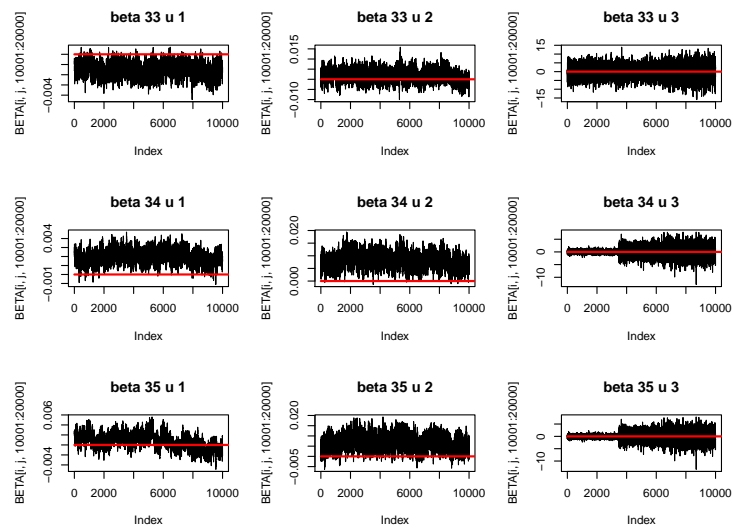 beta 33 u 1
BETA[i, j, 10001:20000]
−0.004
0 2000 6000 10000
Index
beta 33 u 2
BETA[i, j, 10001:20000]
−0.010 0.015
0 2000 6000 10000
Index
beta 33 u 3
BETA[i, j, 10001:20000]
−15 0 15
0 2000 6000 10000
Index
beta 34 u 1
BETA[i, j, 10001:20000]
−0.001 0.004
0 2000 6000 10000
Index
beta 34 u 2
BETA[i, j, 10001:20000]
0.000 0.020
0 2000 6000 10000
Index
beta 34 u 3
BETA[i, j, 10001:20000]
−10 0
0 2000 6000 10000
Index
beta 35 u 1
BETA[i, j, 10001:20000]
−0.004 0.006
0 2000 6000 10000
Index
beta 35 u 2
BETA[i, j, 10001:20000]
−0.005 0.020
0 2000 6000 10000
Index
beta 35 u 3
BETA[i, j, 10001:20000]
−10 0
0 2000 6000 10000
Index